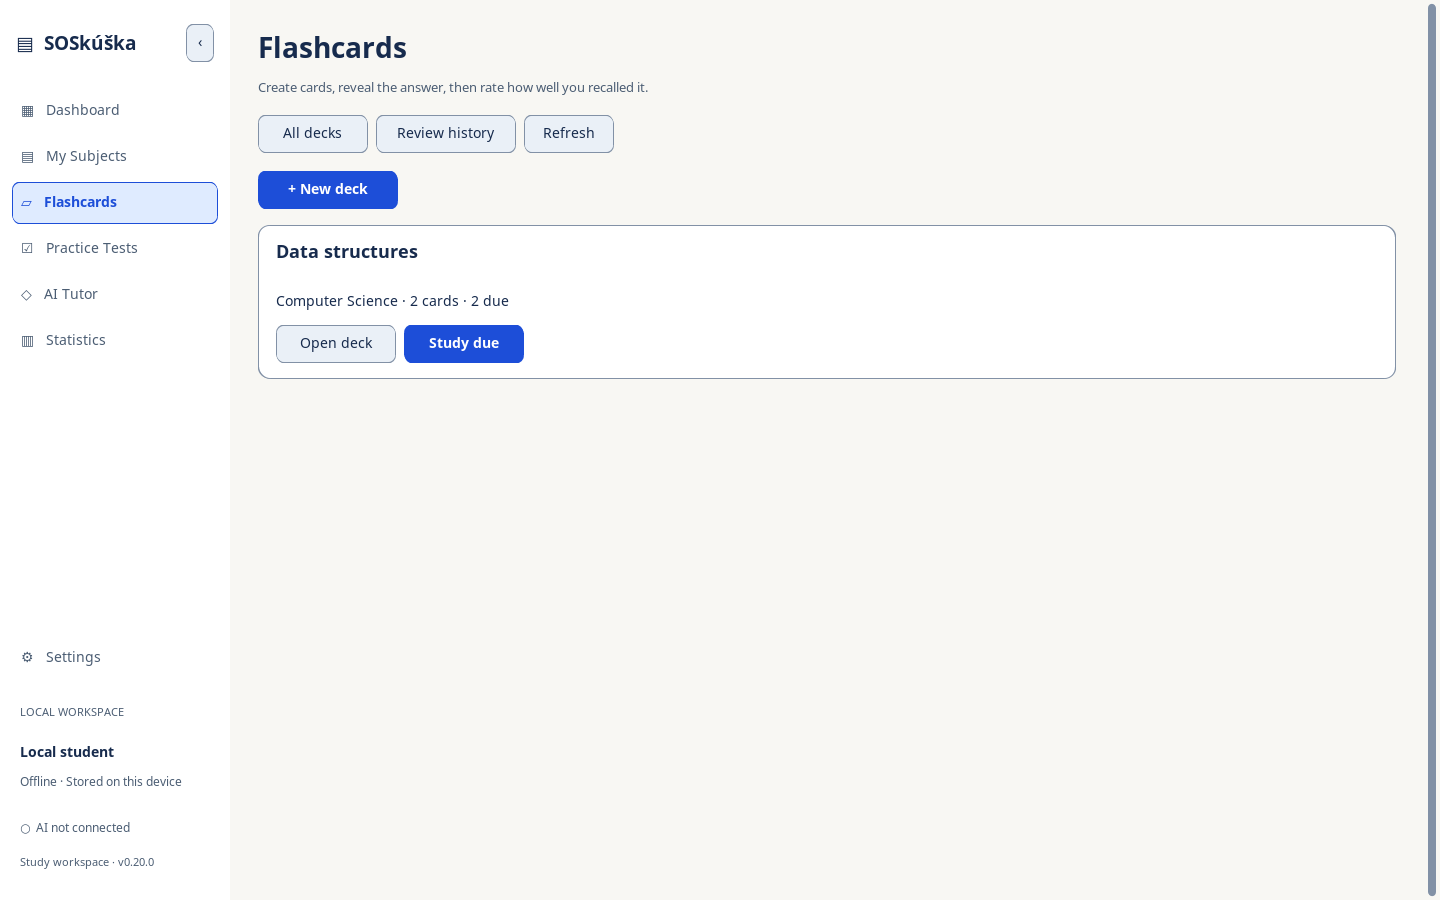 SOSkúška
Dashboard
My Subjects
Flashcards
Practice Tests
AI Tutor
Statistics
Settings
LOCAL WORKSPACE
Local student
Offline · Stored on this device
AI not connected
Study workspace · v0.20.0
Flashcards
Create cards, reveal the answer, then rate how well you recalled it.
All decks
Review history
Refresh
+ New deck
Data structures
Computer Science · 2 cards · 2 due
Open deck
Study due